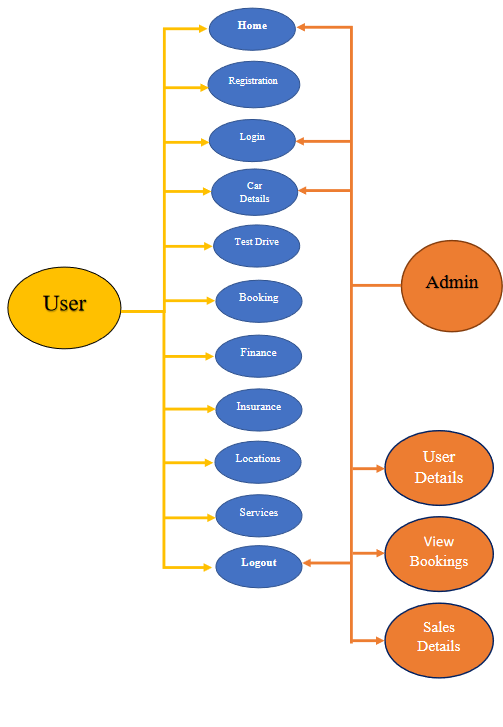 Home
Registration
Login
Car
Details
Test Drive
User
Booking
Admin
Finance
Insurance
Locations
User
Details
Services
View
Bookings
Logout
Sales
Details